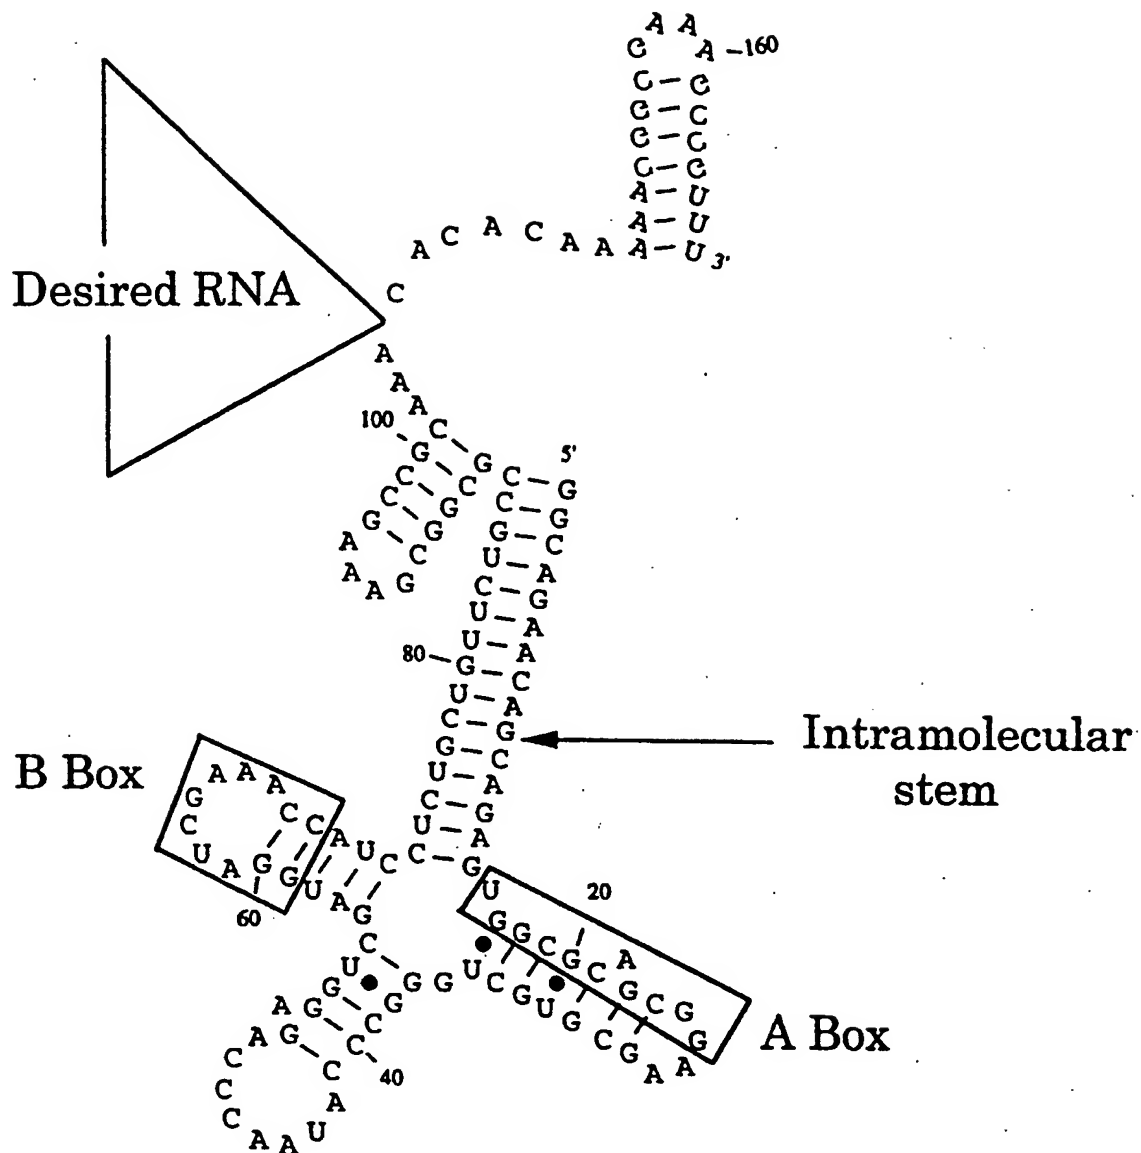 A A
C A -160
C C
C C
C C
C C
A U
A U
A C A C A A A A U 3'
Desired RNA
C
A
A
A
100
C
G
5'
G C G
C C C G
C G G C
G G U A
A C C G
A A G U A
U A
80 G C
U A
C G
Intramolecular
stem
G C
U A
C G
U A
B Box
G A A A C C A U C C G
C
U A G G U A G
60
U
20
G G C G C A G C G G A
A Box
C
U G G U C G U G C G A A
G G
A G C
A G C
C C
40
C A
C A A U